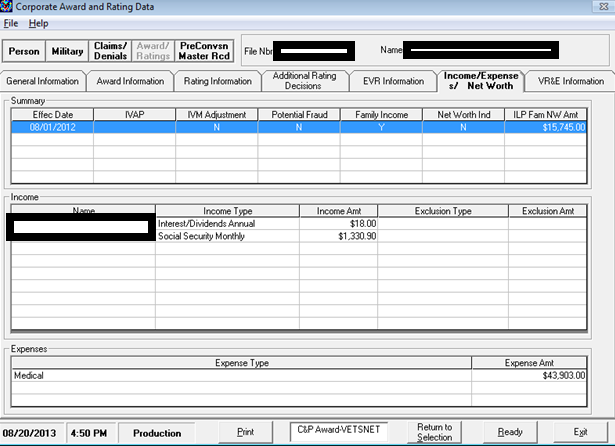 Corporate Award and Rating Data
File Help
Person Military Claims/ Denials Award/ Ratings PreConvsn Master Rcd File Nbr Name
General Information Award Information Rating Information Additional Rating Decisions EVR Information Income/Expense s/ Net Worth VR&E Information
Summary
Effec Date IVAP IVM Adjustment Potential Fraud Family Income Net Worth Ind ILP Fam NW Amt
08/01/2012 N N Y N $15,745.00
Income
Name Income Type Income Amt Exclusion Type Exclusion Amt
Interest/Dividends Annual $18.00
Social Security Monthly $1,330.90
Expenses
Expense Type Expense Amt
Medical $43,903.00
08/20/2013 4:50 PM Production Print C&P Award-VETSNET Return to Selection Ready Exit